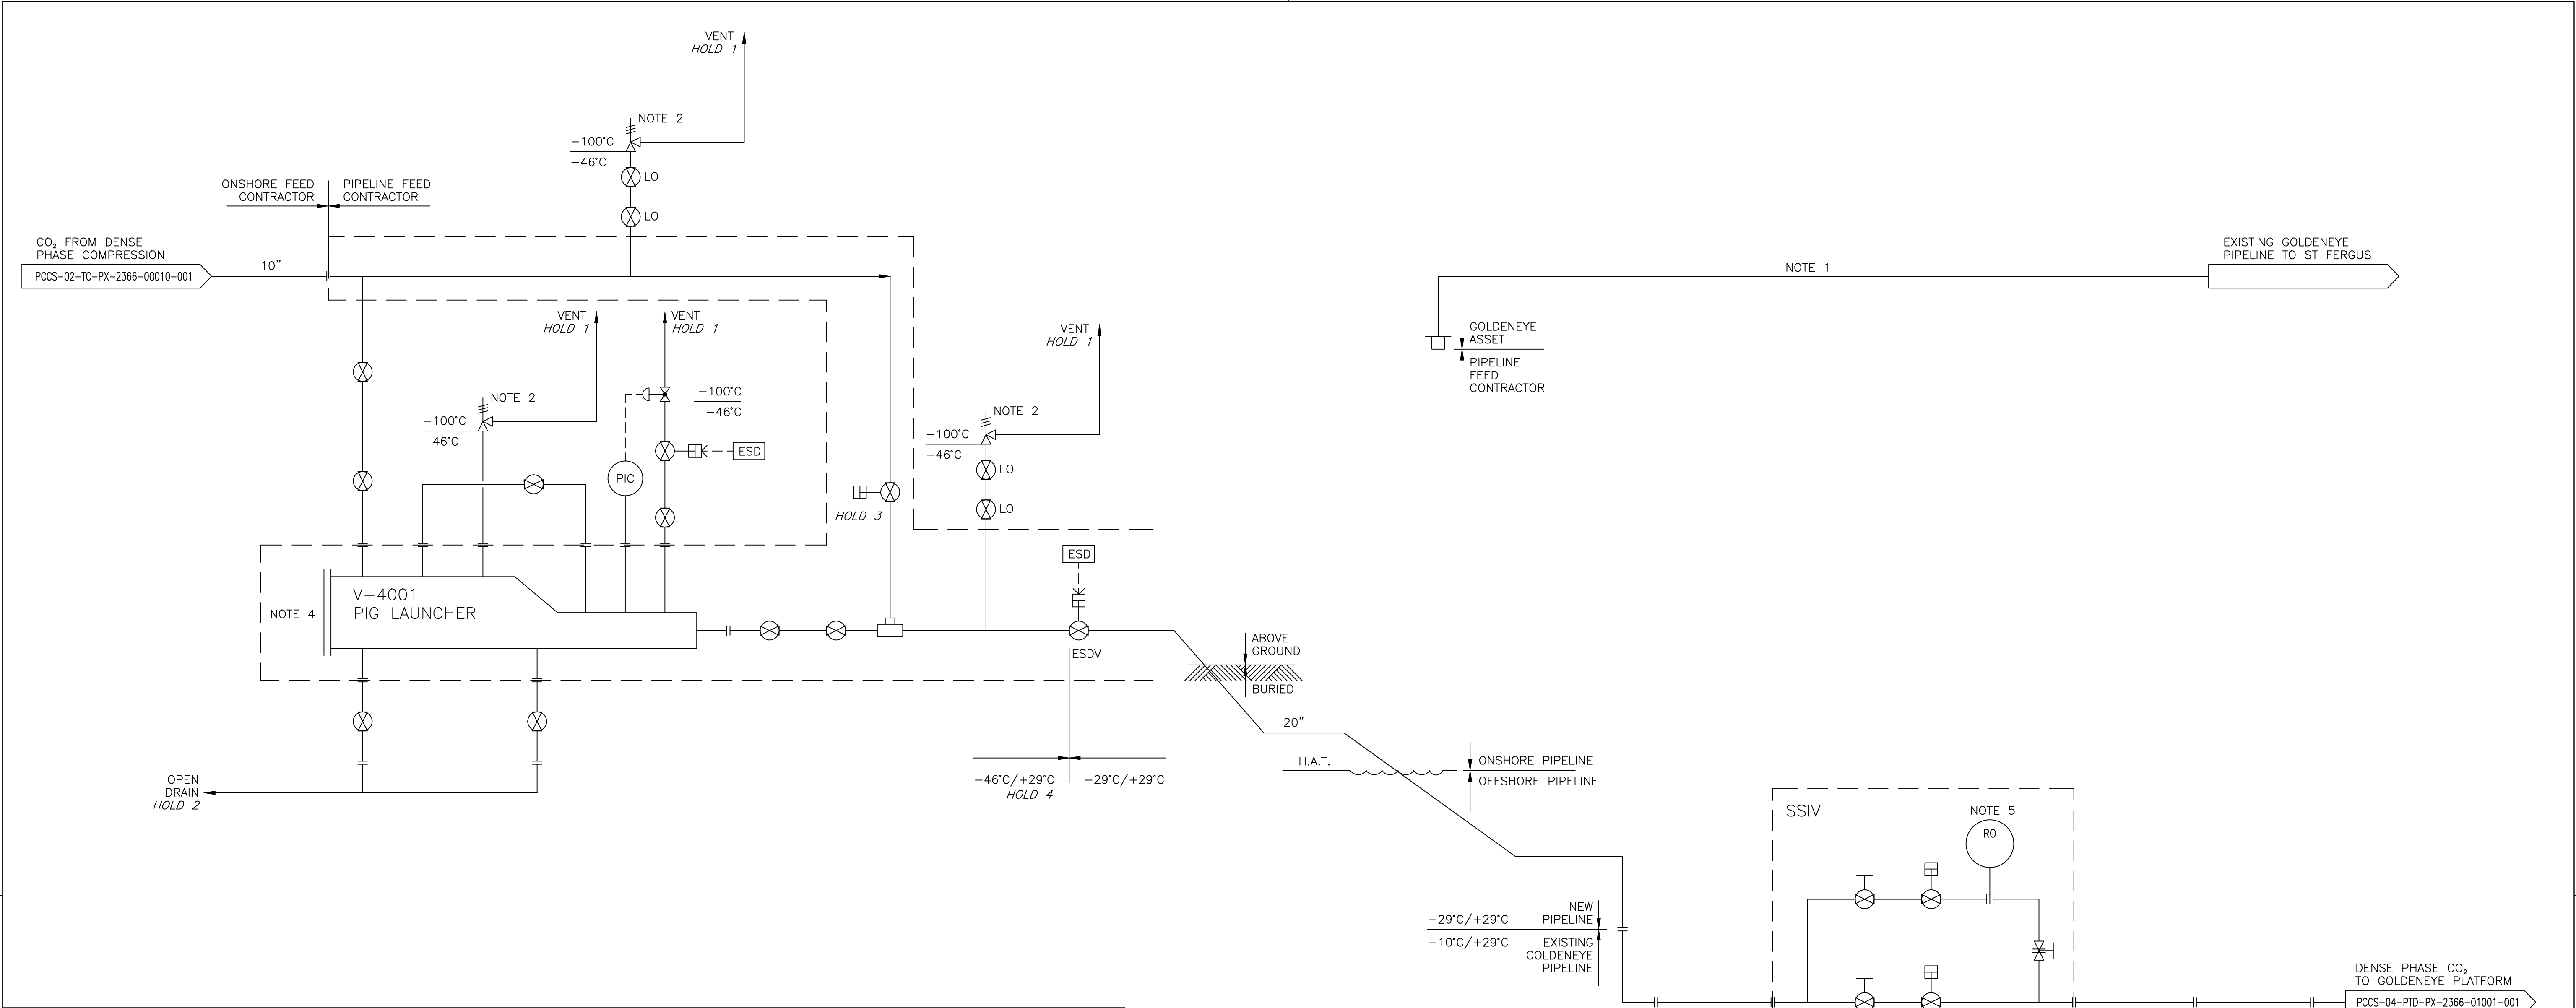 VENT
HOLD 1
NOTE 2
-100°C
-46°C
LO
LO
ONSHORE FEED
CONTRACTOR
PIPELINE FEED
CONTRACTOR
CO₂ FROM DENSE
PHASE COMPRESSION
PCCS-02-TC-PX-2366-00010-001
10"
EXISTING GOLDENEYE
PIPELINE TO ST FERGUS
NOTE 1
GOLDENEYE
ASSET
PIPELINE
FEED
CONTRACTOR
VENT
HOLD 1
VENT
HOLD 1
NOTE 2
-100°C
-46°C
-100°C
-46°C
ESD
PIC
VENT
HOLD 1
NOTE 2
-100°C
-46°C
LO
LO
HOLD 3
ESD
V-4001
PIG LAUNCHER
NOTE 4
ESDV
ABOVE
GROUND
BURIED
20"
-46°C/+29°C
HOLD 4
-29°C/+29°C
OPEN
DRAIN
HOLD 2
H.A.T.
ONSHORE PIPELINE
OFFSHORE PIPELINE
SSIV
NOTE 5
RO
-29°C/+29°C
NEW
PIPELINE
-10°C/+29°C
EXISTING
GOLDENEYE
PIPELINE
DENSE PHASE CO₂
TO GOLDENEYE PLATFORM
PCCS-04-PTD-PX-2366-01001-001